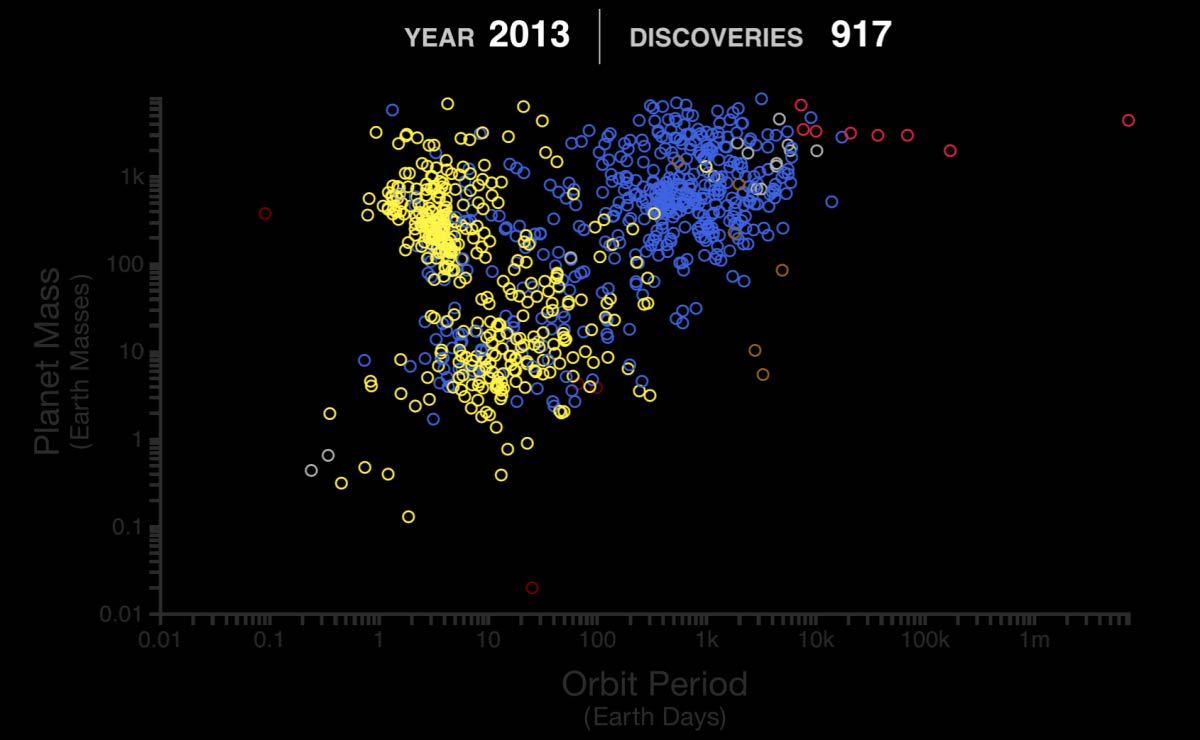 YEAR 2013 DISCOVERIES 917
Planet Mass
(Earth Masses)
1k
100
10
1
0.1
0.01
0.01 0.1 1 10 100 1k 10k 100k 1m
Orbit Period
(Earth Days)